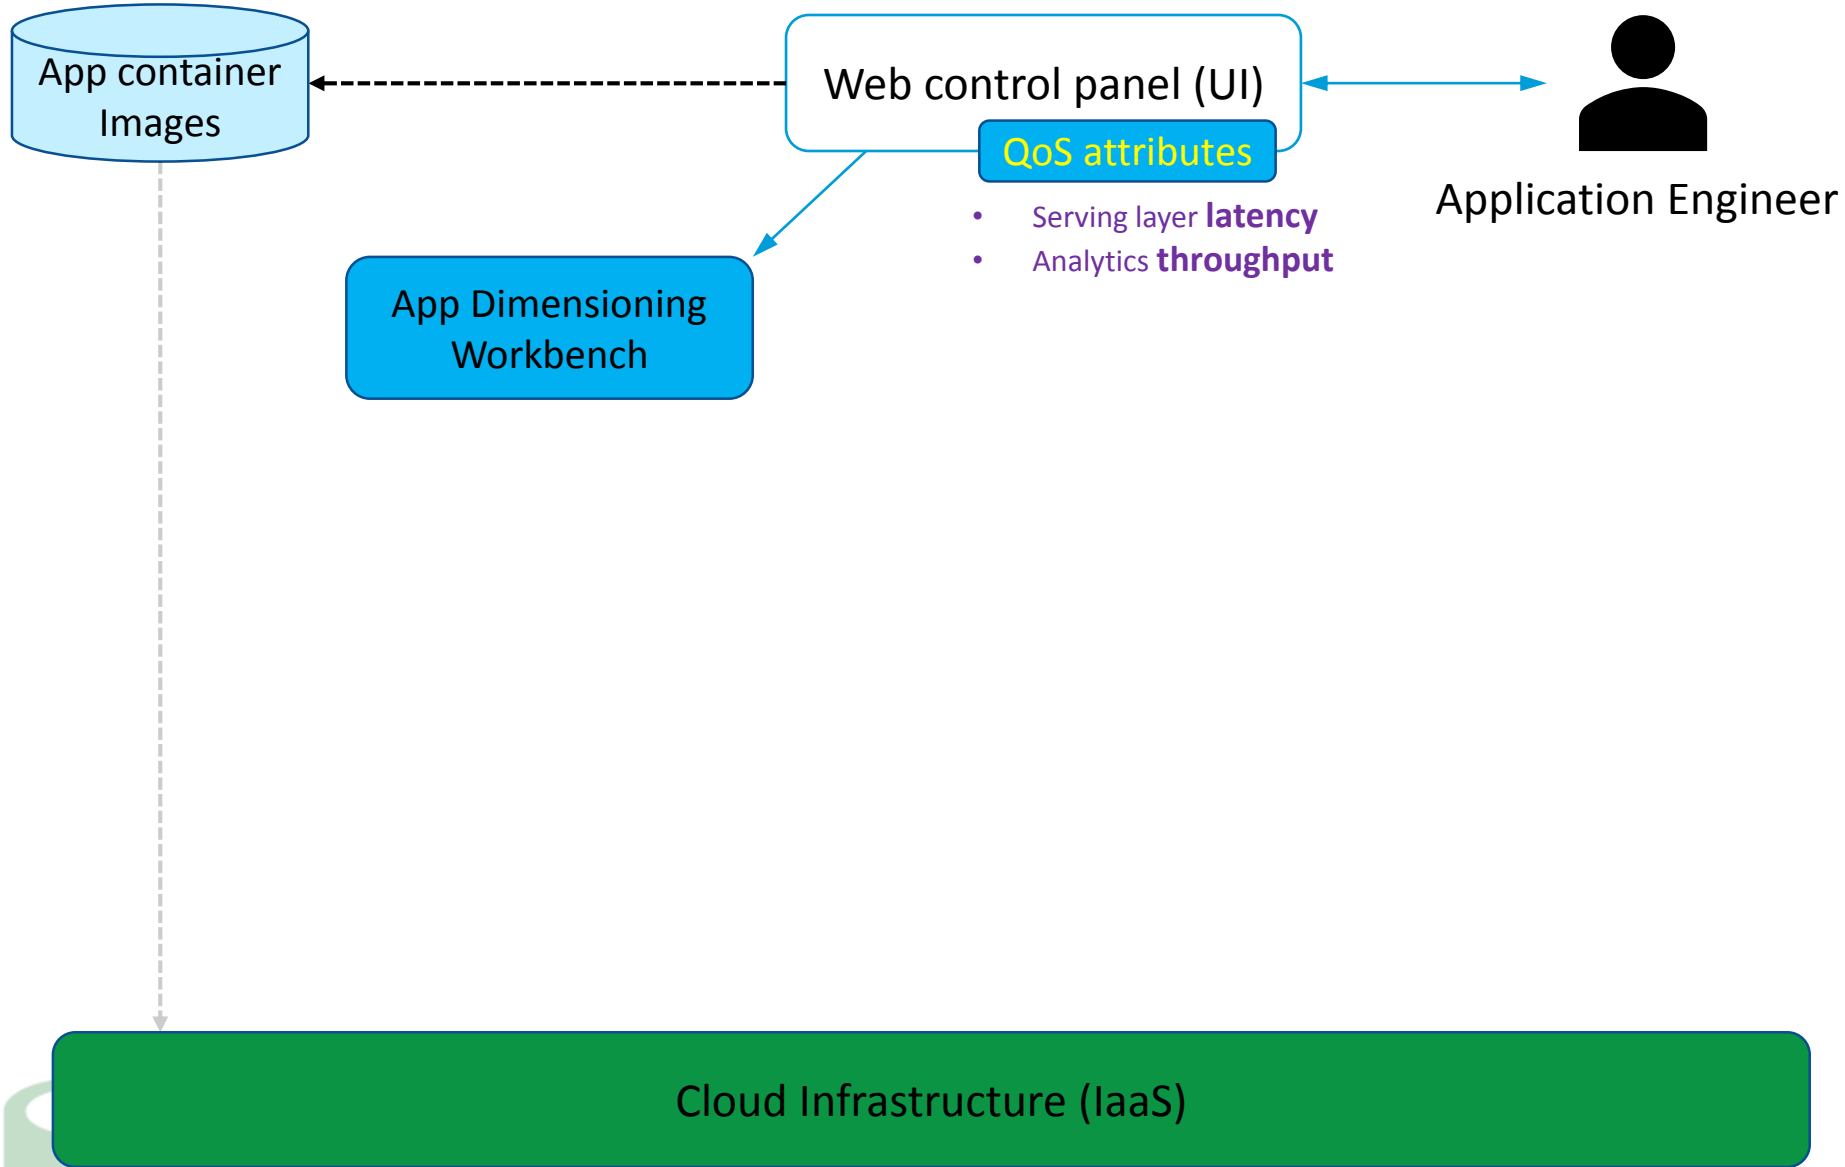 App container
Images
Web control panel (UI)
QoS attributes
Application Engineer
• Serving layer latency
• Analytics throughput
App Dimensioning
Workbench
Cloud Infrastructure (IaaS)